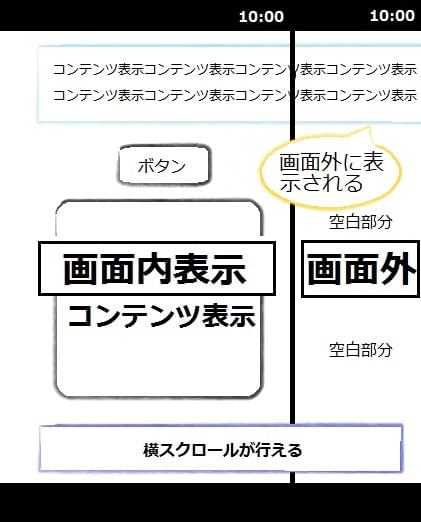 10:00
10:00
コンテンツ表示コンテンツ表示コンテンツ表示コンテンツ表示
コンテンツ表示コンテンツ表示コンテンツ表示コンテンツ表示
ボタン
画面外に表
示される
空白部分
画面内表示
画面外
コンテンツ表示
空白部分
横スクロールが行える